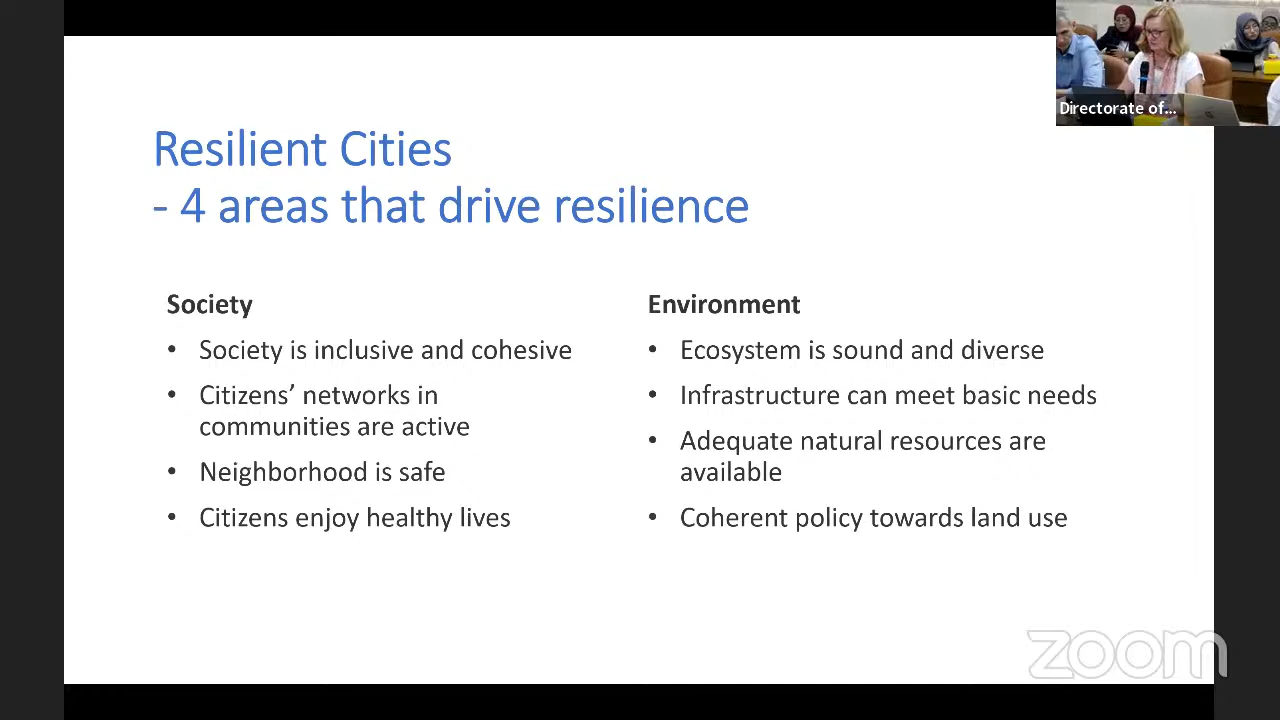 Directorate of...
Resilient Cities
- 4 areas that drive resilience
Society
• Society is inclusive and cohesive
• Citizens’ networks in
communities are active
• Neighborhood is safe
• Citizens enjoy healthy lives
Environment
• Ecosystem is sound and diverse
• Infrastructure can meet basic needs
• Adequate natural resources are
available
• Coherent policy towards land use
zoom